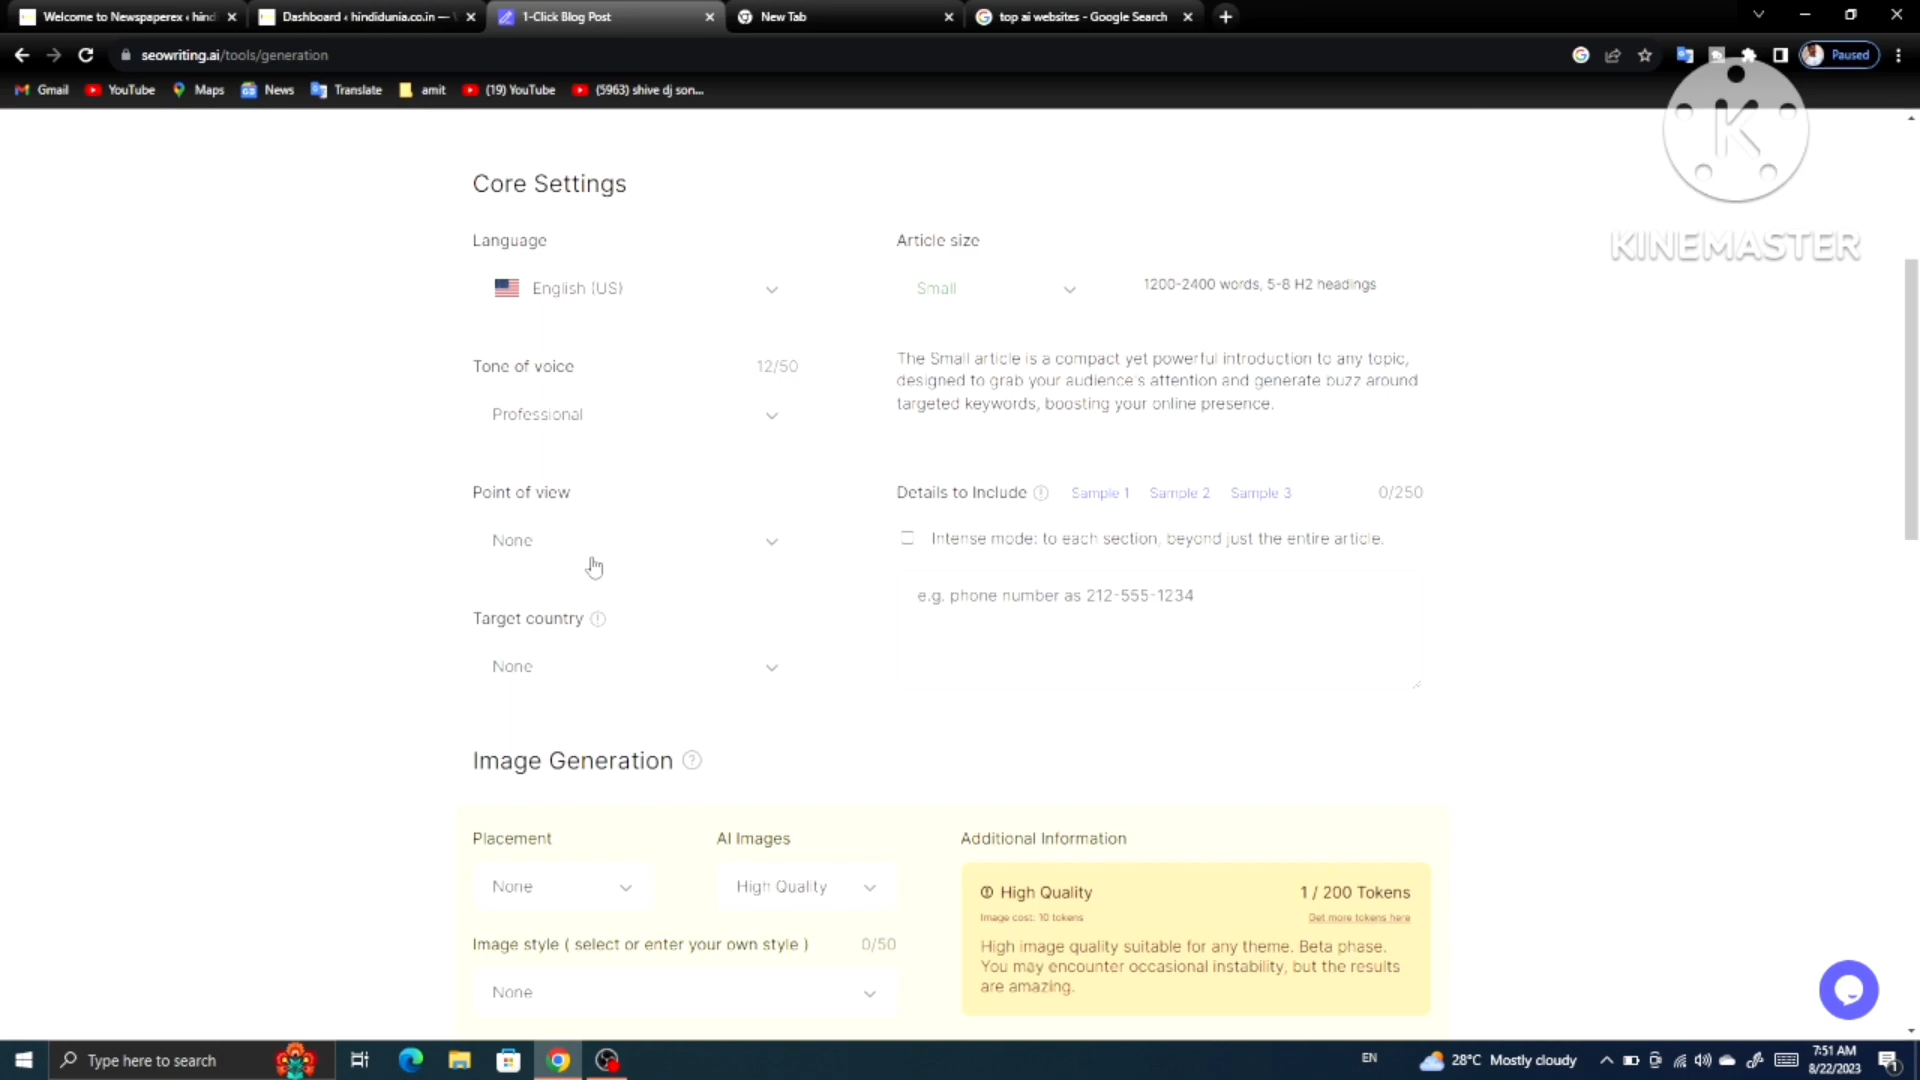 Welcome to Newspaperex ‹ hind
Dashboard ‹ hindidunia.co.in —
1-Click Blog Post
New Tab
top ai websites - Google Search
seowriting.ai/tools/generation
Paused
Gmail
YouTube
Maps
News
Translate
amit
(19) YouTube
(5963) shive dj son...
K
KINEMASTER
Core Settings
Language
Article size
English (US)
Small
1200-2400 words, 5-8 H2 headings
Tone of voice
12/50
The Small article is a compact yet powerful introduction to any topic,
designed to grab your audience's attention and generate buzz around
targeted keywords, boosting your online presence.
Professional
Point of view
Details to Include
Sample 1
Sample 2
Sample 3
0/250
None
Intense mode: to each section, beyond just the entire article.
e.g. phone number as 212-555-1234
Target country
None
Image Generation
Placement
AI Images
Additional Information
None
High Quality
High Quality
1 / 200 Tokens
Image cost: 10 tokens
Get more tokens here
Image style ( select or enter your own style )
0/50
High image quality suitable for any theme. Beta phase.
You may encounter occasional instability, but the results
are amazing.
None
Type here to search
EN
28°C Mostly cloudy
7:51 AM
8/22/2023
1